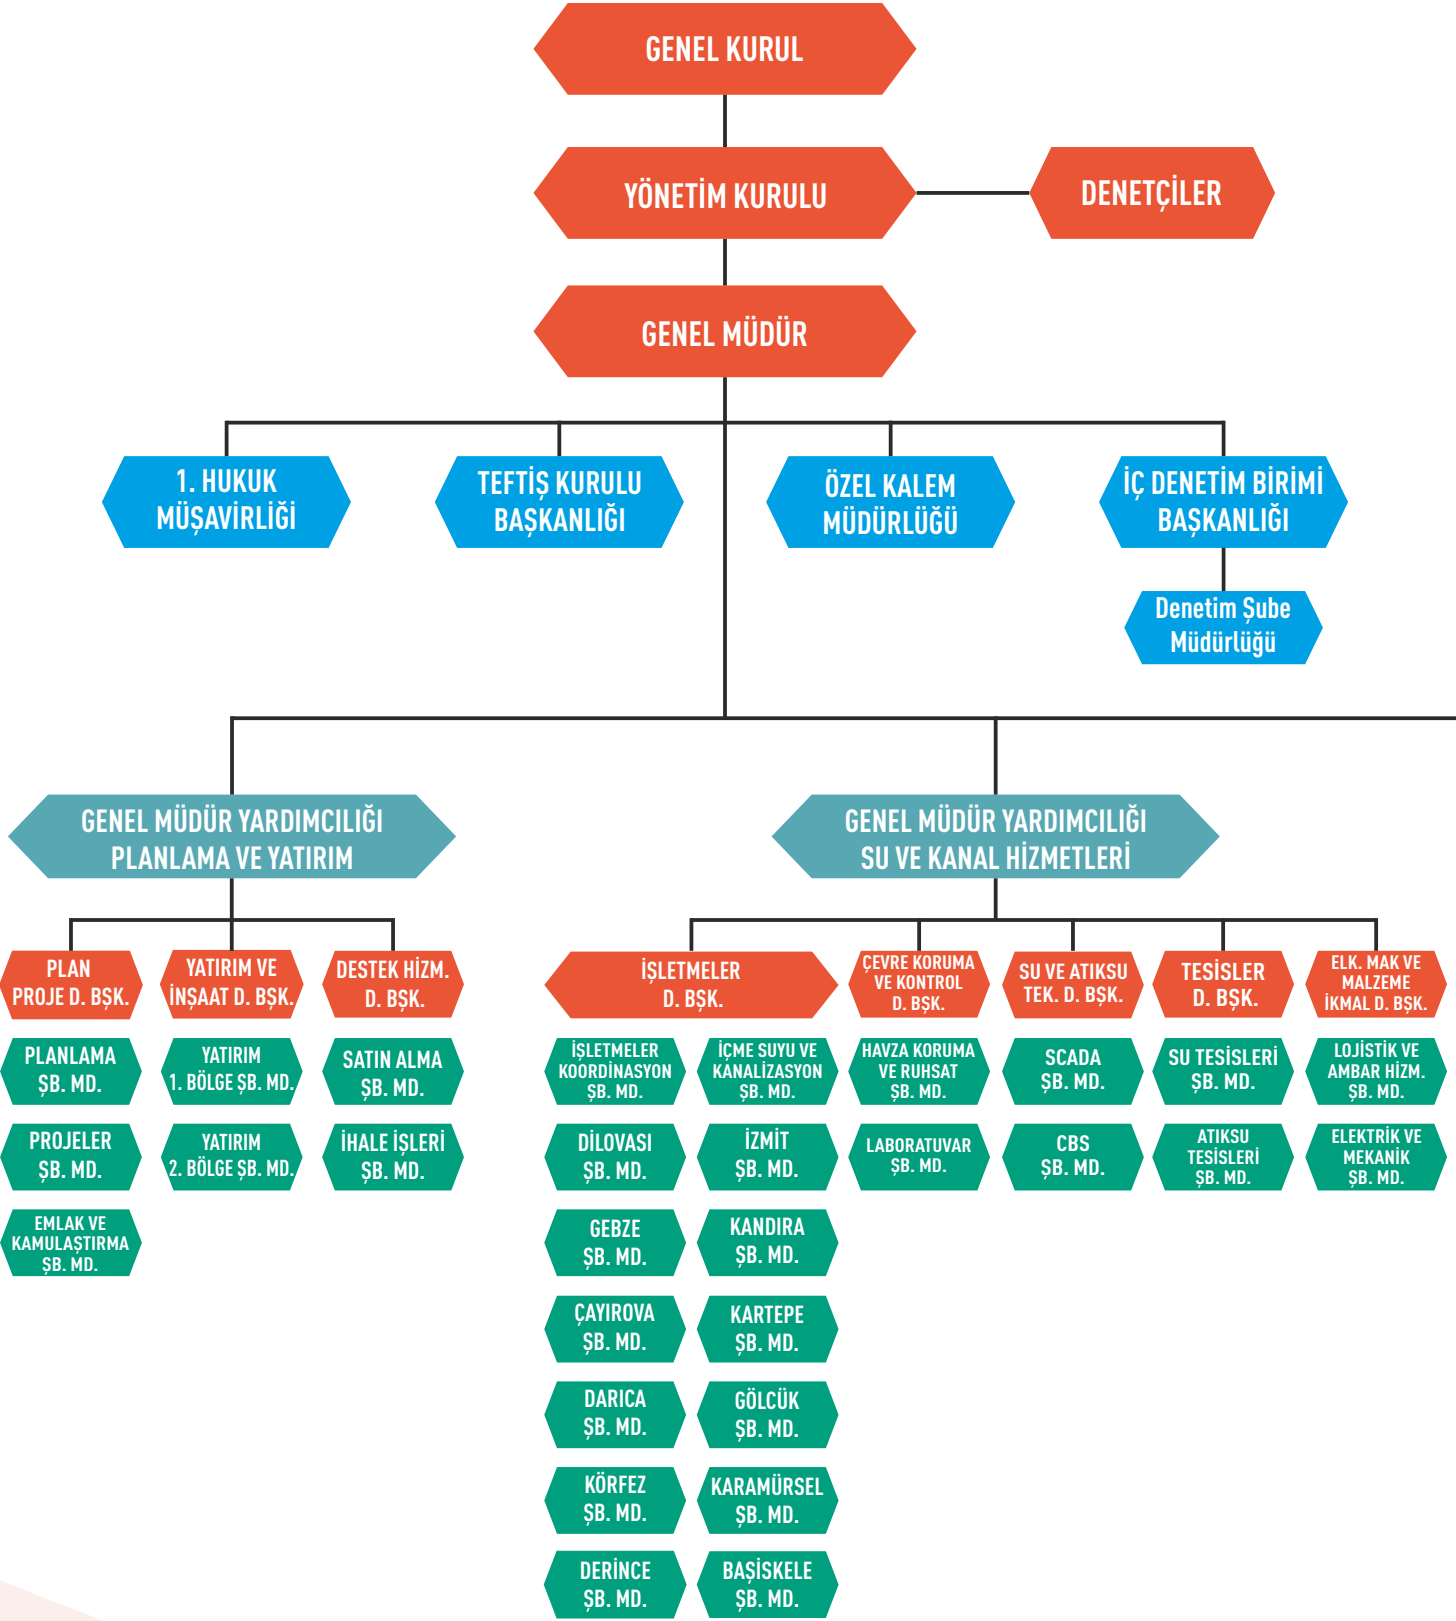 GENEL KURUL
YÖNETİM KURULU
DENETÇİLER
GENEL MÜDÜR
1. HUKUK
MÜŞAVİRLİĞİ
TEFTİŞ KURULU
BAŞKANLIĞI
ÖZEL KALEM
MÜDÜRLÜĞÜ
İÇ DENETİM BİRİMİ
BAŞKANLIĞI
Denetim Şube
Müdürlüğü
GENEL MÜDÜR YARDIMCILIĞI
PLANLAMA VE YATIRIM
GENEL MÜDÜR YARDIMCILIĞI
SU VE KANAL HİZMETLERİ
PLAN
PROJE D. BŞK.
YATIRIM VE
İNŞAAT D. BŞK.
DESTEK HİZM.
D. BŞK.
İŞLETMELER
D. BŞK.
ÇEVRE KORUMA
VE KONTROL
D. BŞK.
SU VE ATIKSU
TEK. D. BŞK.
TESİSLER
D. BŞK.
ELK. MAK VE
MALZEME
İKMAL D. BŞK.
PLANLAMA
ŞB. MD.
YATIRIM
1. BÖLGE ŞB. MD.
SATIN ALMA
ŞB. MD.
İŞLETMELER
KOORDİNASYON
ŞB. MD.
İÇME SUYU VE
KANALİZASYON
ŞB. MD.
HAVZA KORUMA
VE RUHSAT
ŞB. MD.
SCADA
ŞB. MD.
SU TESİSLERİ
ŞB. MD.
LOJİSTİK VE
AMBAR HİZM.
ŞB. MD.
PROJELER
ŞB. MD.
YATIRIM
2. BÖLGE ŞB. MD.
İHALE İŞLERİ
ŞB. MD.
DİLOVASI
ŞB. MD.
İZMİT
ŞB. MD.
LABORATUVAR
ŞB. MD.
CBS
ŞB. MD.
ATIKSU
TESİSLERİ
ŞB. MD.
ELEKTRİK VE
MEKANİK
ŞB. MD.
EMLAK VE
KAMULAŞTIRMA
ŞB. MD.
GEBZE
ŞB. MD.
KANDIRA
ŞB. MD.
ÇAYIROVA
ŞB. MD.
KARTEPE
ŞB. MD.
DARICA
ŞB. MD.
GÖLCÜK
ŞB. MD.
KÖRFEZ
ŞB. MD.
KARAMÜRSEL
ŞB. MD.
DERİNCE
ŞB. MD.
BAŞİSKELE
ŞB. MD.